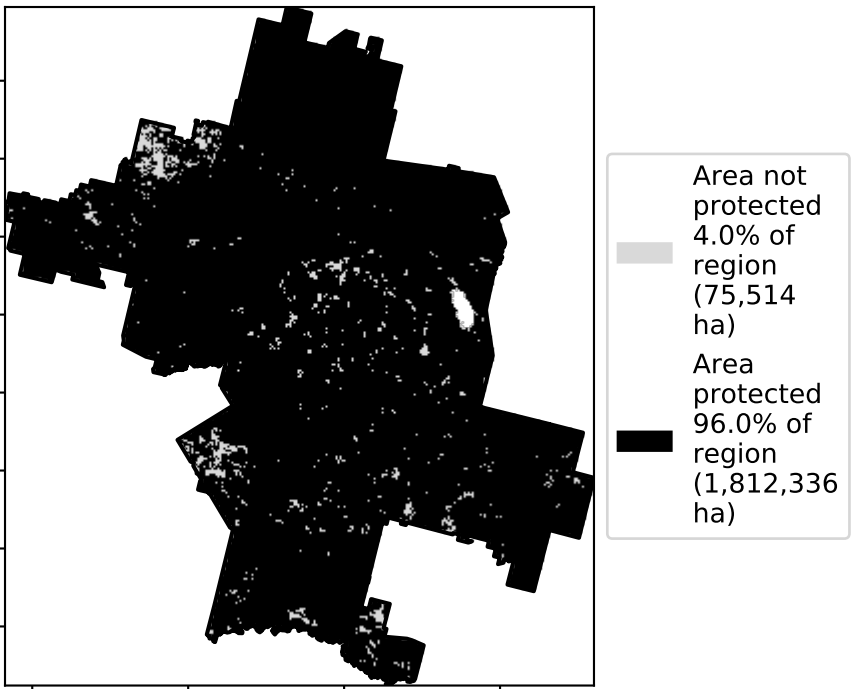 Area not
protected
4.0% of
region
(75,514
ha)
Area
protected
96.0% of
region
(1,812,336
ha)